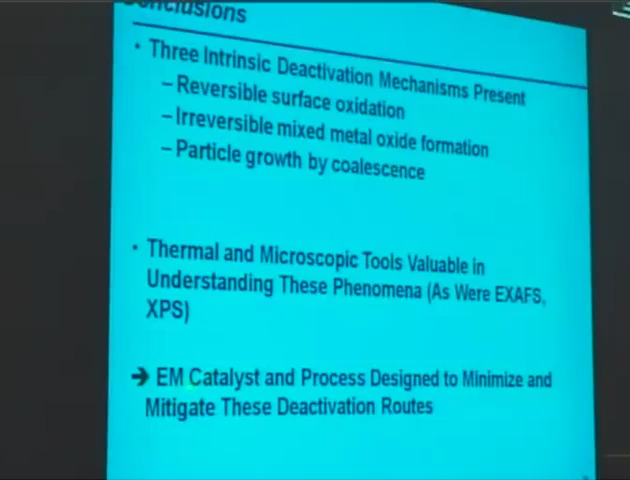 Conclusions
• Three Intrinsic Deactivation Mechanisms Present
– Reversible surface oxidation
– Irreversible mixed metal oxide formation
– Particle growth by coalescence
• Thermal and Microscopic Tools Valuable in
Understanding These Phenomena (As Were EXAFS,
XPS)
➔ EM Catalyst and Process Designed to Minimize and
Mitigate These Deactivation Routes